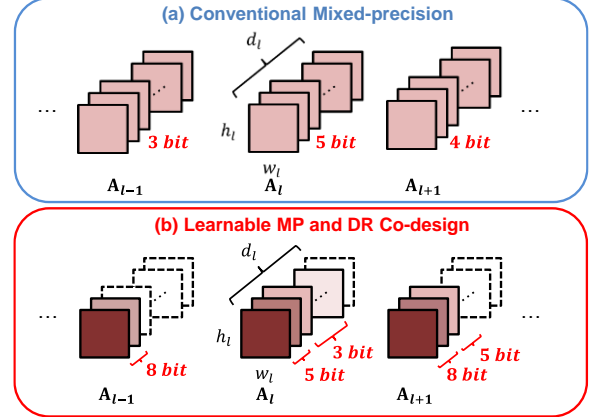 (a) Conventional Mixed-precision
d_l
... h_l ...
3 bit 5 bit 4 bit
w_l
A_{l-1} A_l A_{l+1}
(b) Learnable MP and DR Co-design
d_l
... h_l ...
8 bit 5 bit 3 bit 8 bit 5 bit
w_l
A_{l-1} A_l A_{l+1}